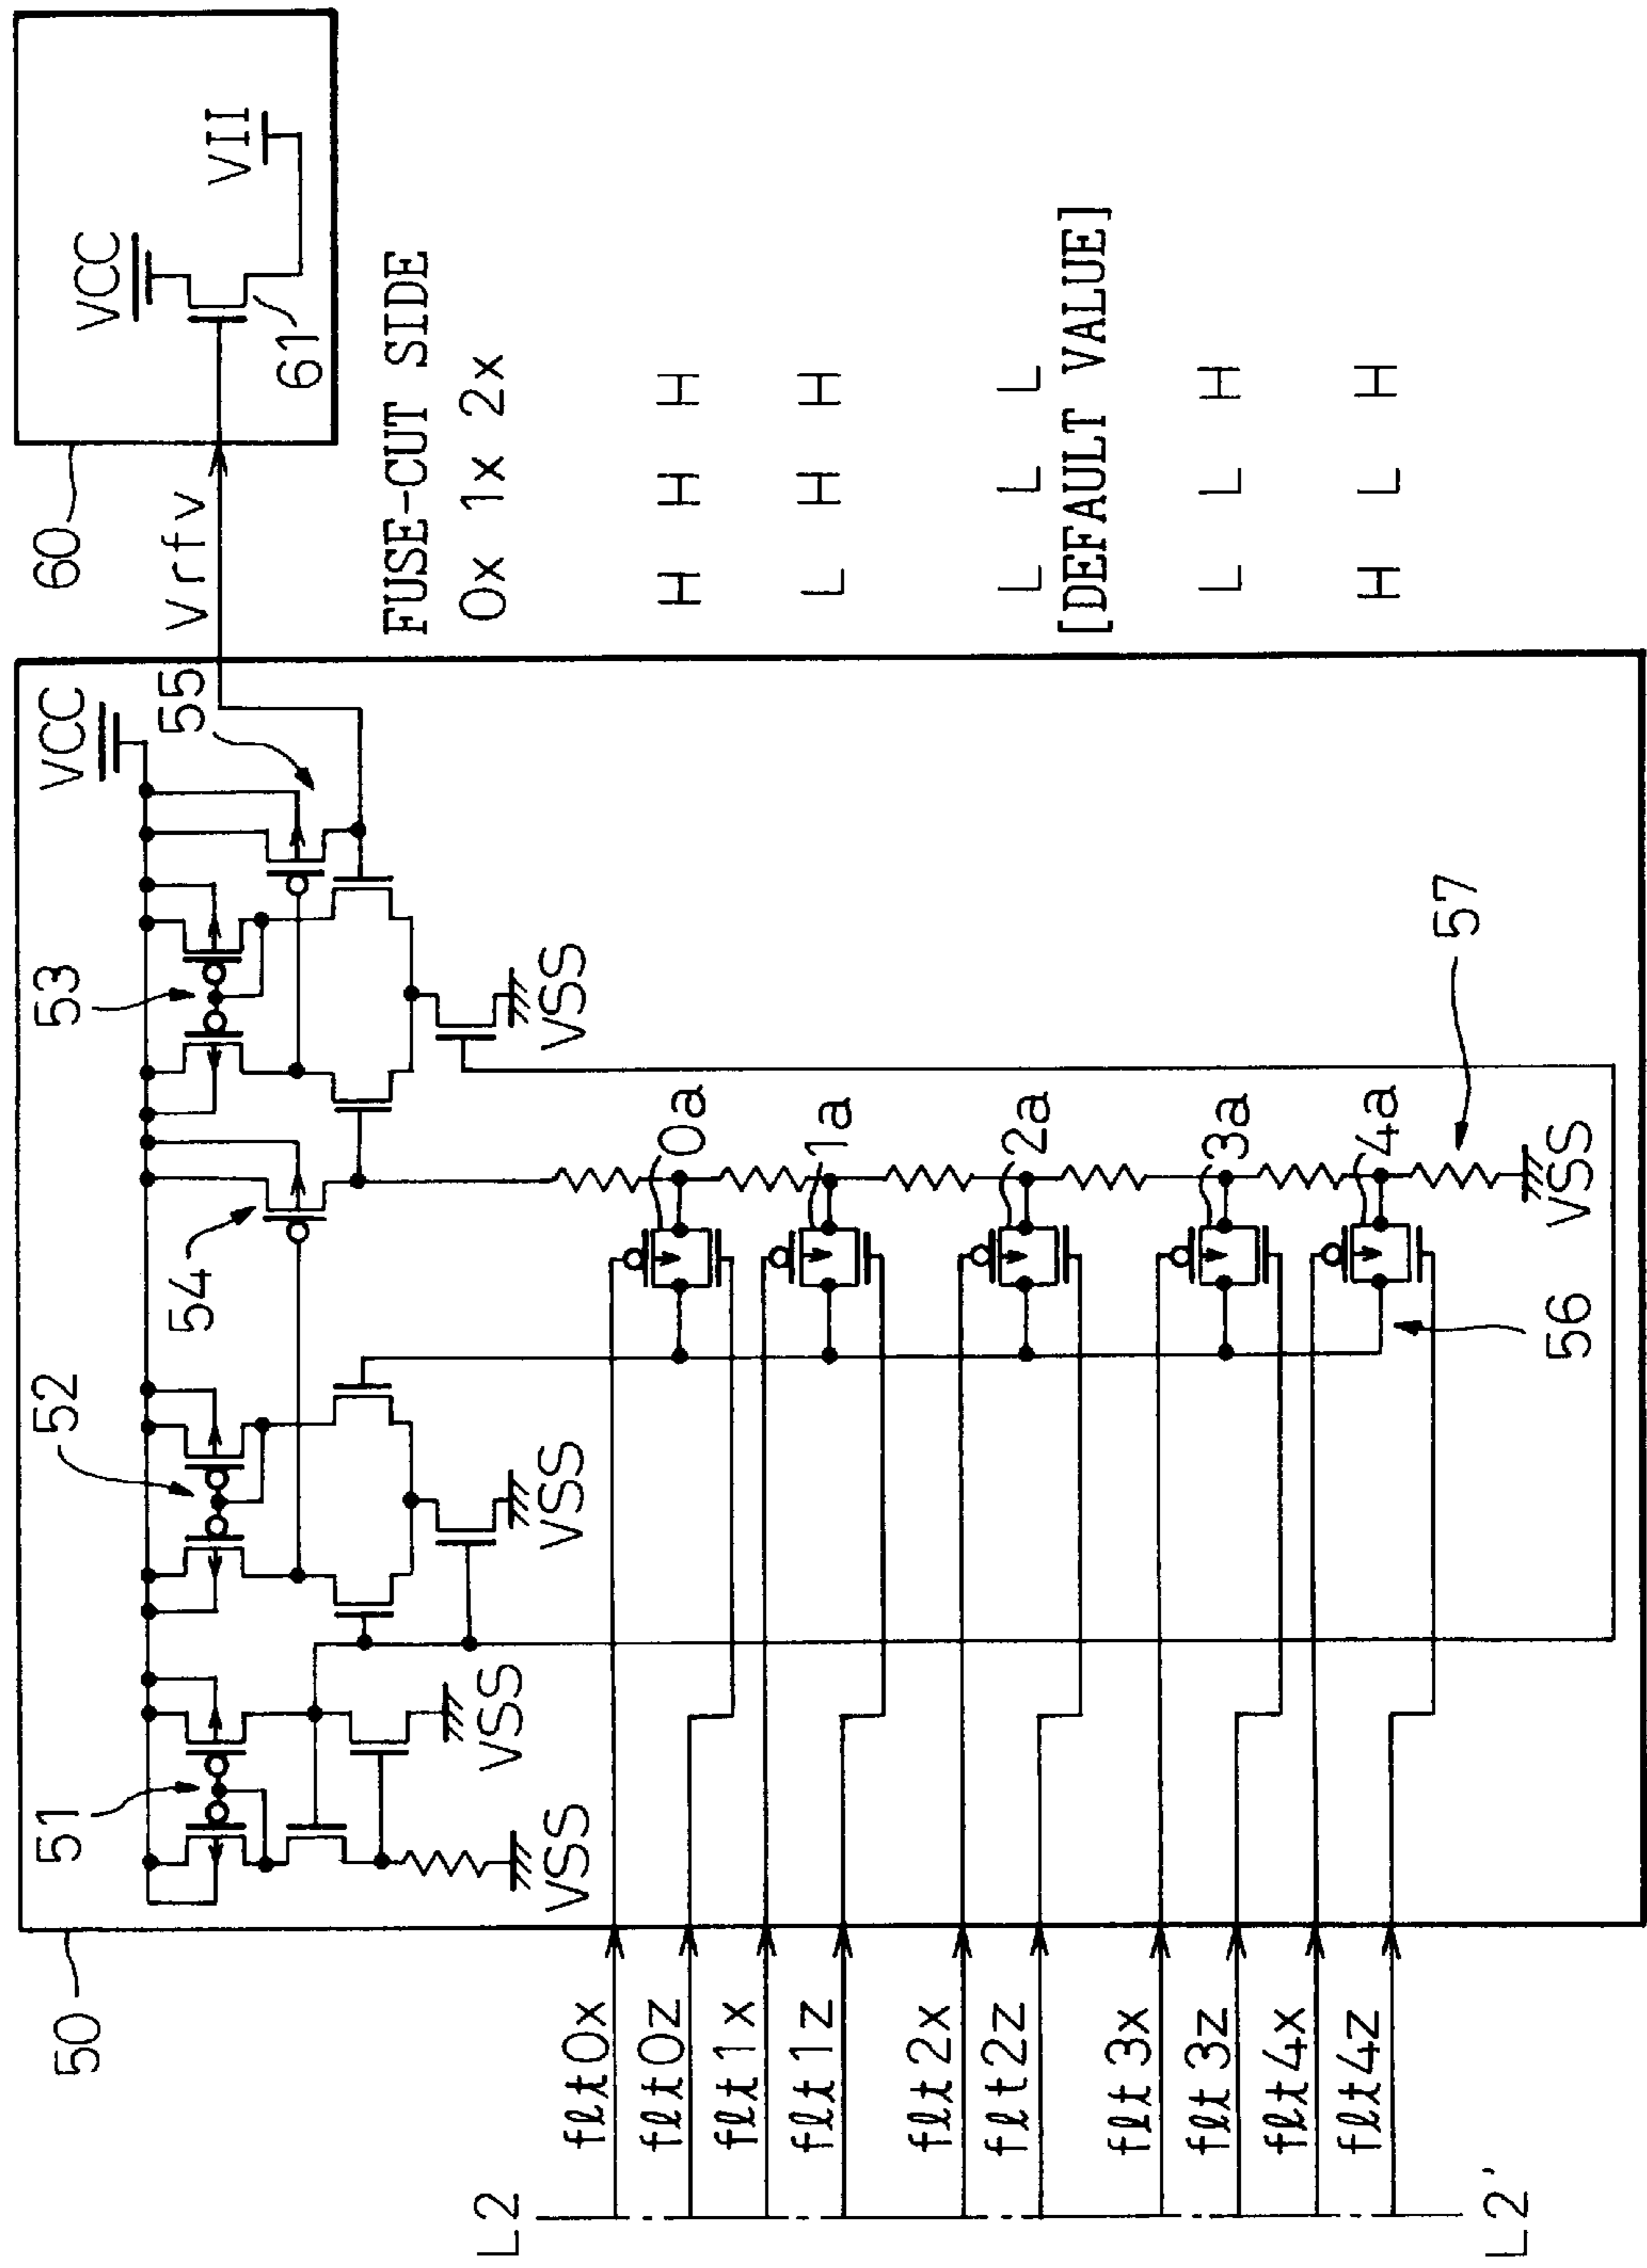 50
51
52
53
54
55
VCC
VSS
VSS
VSS
VSS
Vrfv
60
VCC
VII
61
L2
flt0x
flt0z
flt1x
flt1z
flt2x
flt2z
flt3x
flt3z
flt4x
flt4z
L2'
0a
1a
2a
3a
4a
56
57
VSS
FUSE-CUT SIDE
0x 1x 2x
H H H
L H H
L L L
[DEFAULT VALUE]
L L H
H L H